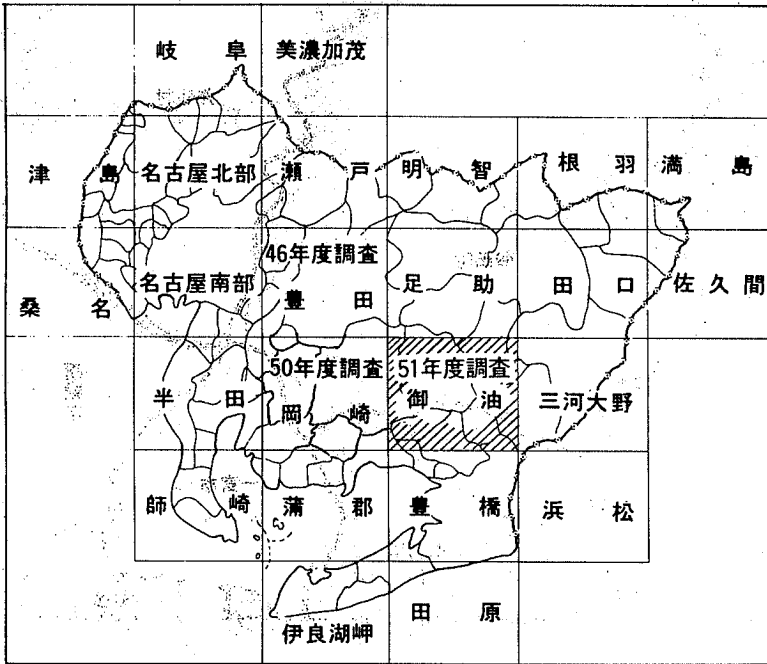 岐阜 美濃加茂
津島 名古屋北部 瀬戸 明智 根羽 満島
桑名 名古屋南部 46年度調査 豊田 足助 田口 佐久間
半田 50年度調査 岡崎 51年度調査 御油 三河大野
師崎 蒲郡 豊橋 浜松
伊良湖岬 田原